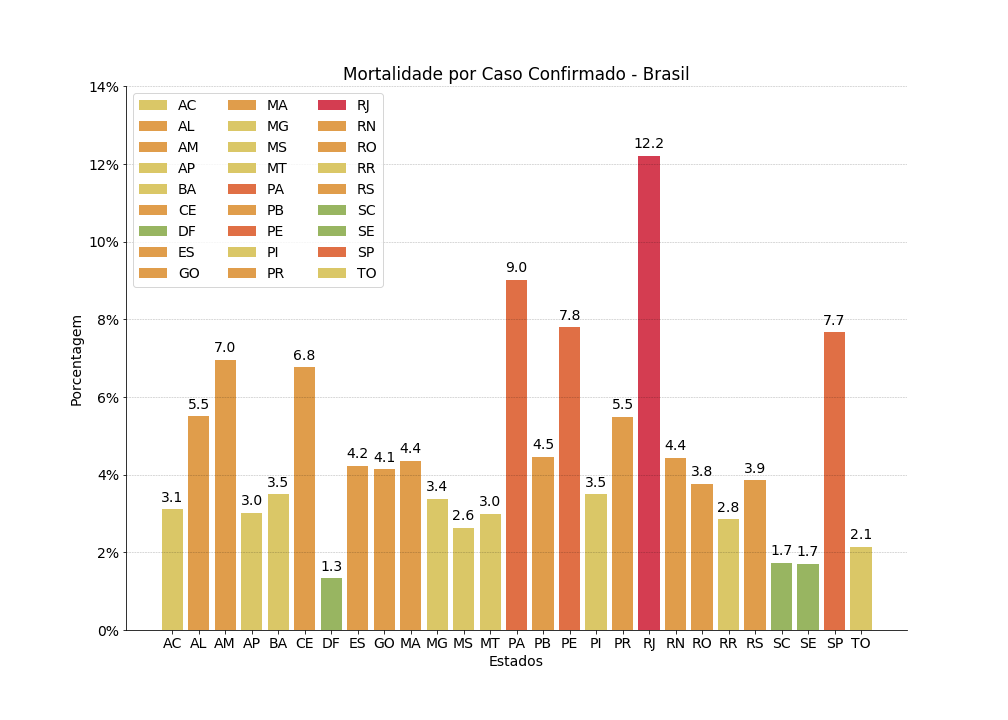 Mortalidade por Caso Confirmado - Brasil
14%
12%
10%
8%
6%
4%
2%
0%
Porcentagem
AC MA RJ
AL MG RN
AM MS RO
AP MT RR
BA PA RS
CE PB SC
DF PE SE
ES PI SP
GO PR TO
3.1 5.5 7.0 3.0 3.5 6.8 1.3 4.2 4.1 4.4 3.4 2.6 3.0 9.0 4.5 7.8 3.5 5.5 12.2 4.4 3.8 2.8 3.9 1.7 1.7 7.7 2.1
AC AL AM AP BA CE DF ES GO MA MG MS MT PA PB PE PI PR RJ RN RO RR RS SC SE SP TO
Estados